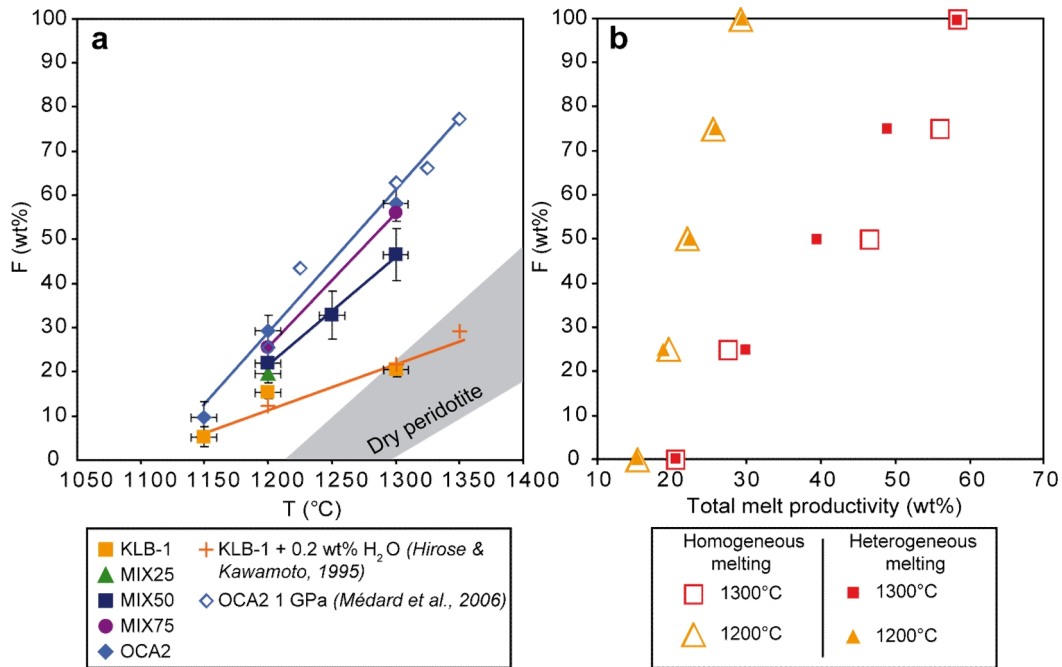 a
100
90
80
70
60
50
40
30
20
10
0
F (wt%)
Dry peridotite
1050 1100 1150 1200 1250 1300 1350 1400
T (°C)
KLB-1
MIX25
MIX50
MIX75
OCA2
KLB-1 + 0.2 wt% H₂O (Hirose &
Kawamoto, 1995)
OCA2 1 GPa (Médard et al., 2006)
b
100
90
80
70
60
50
40
30
20
10
0
F (wt%)
10 20 30 40 50 60 70
Total melt productivity (wt%)
Homogeneous
melting
1300°C
1200°C
Heterogeneous
melting
1300°C
1200°C